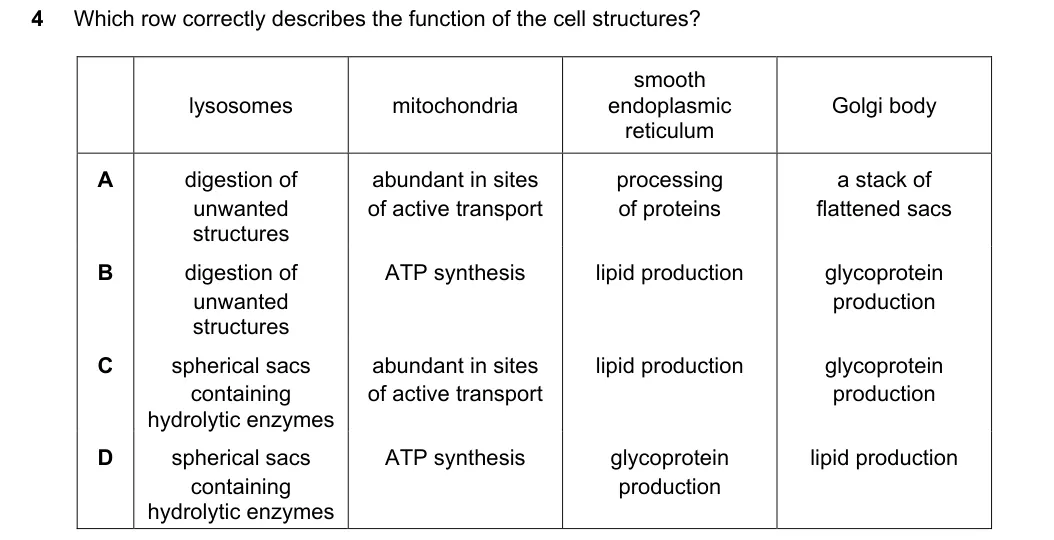 4 Which row correctly describes the function of the cell structures?
lysosomes
mitochondria
smooth
endoplasmic
reticulum
Golgi body
A
digestion of
unwanted
structures
abundant in sites
of active transport
processing
of proteins
a stack of
flattened sacs
B
digestion of
unwanted
structures
ATP synthesis
lipid production
glycoprotein
production
C
spherical sacs
containing
hydrolytic enzymes
abundant in sites
of active transport
lipid production
glycoprotein
production
D
spherical sacs
containing
hydrolytic enzymes
ATP synthesis
glycoprotein
production
lipid production